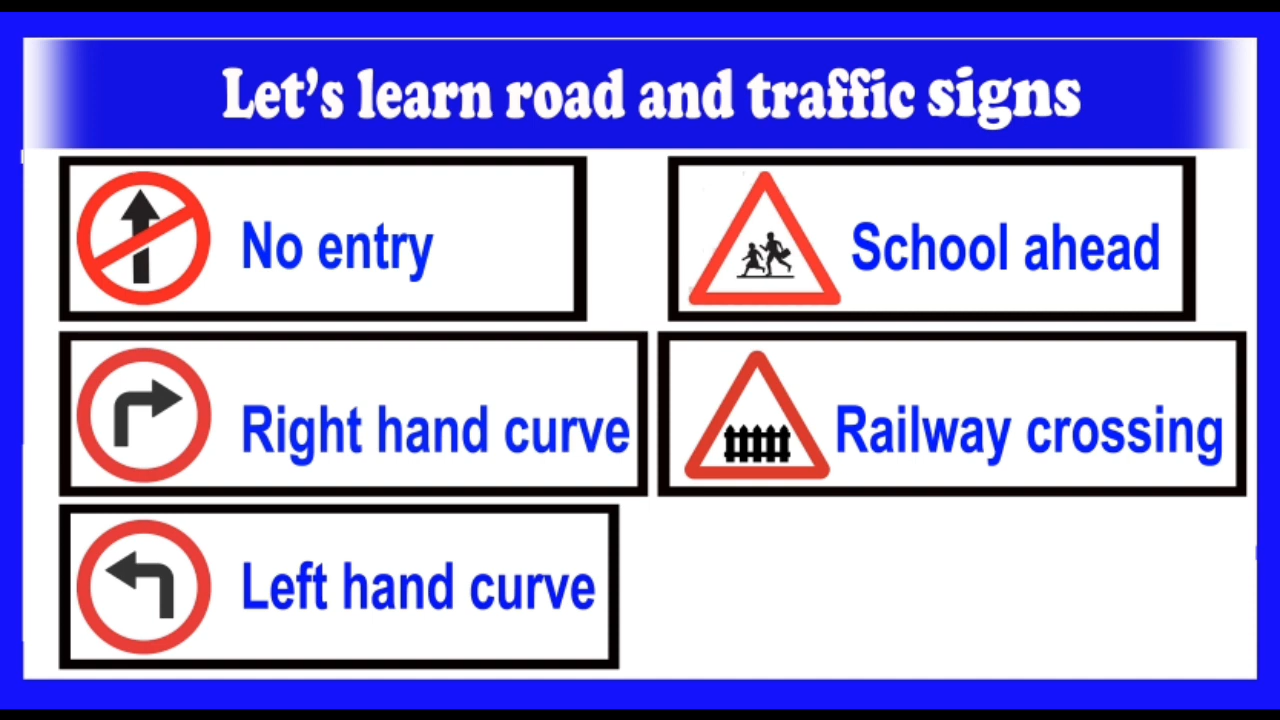 Let’s learn road and traffic signs
No entry
School ahead
Right hand curve
Railway crossing
Left hand curve